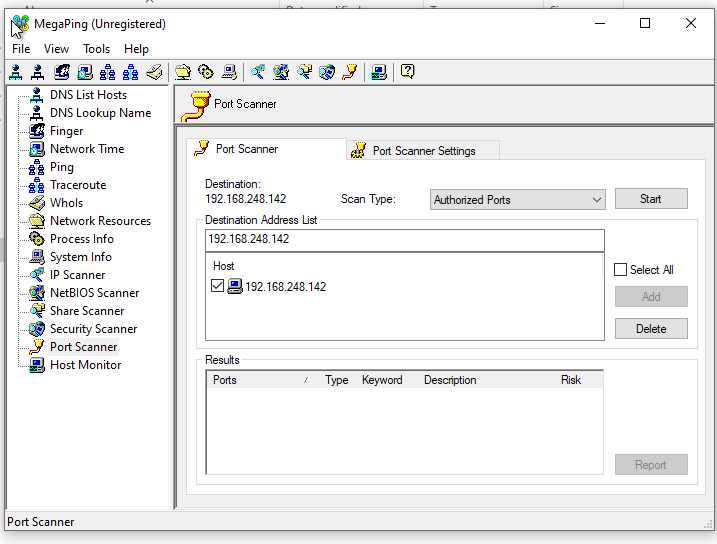 MegaPing (Unregistered)
File View Tools Help
DNS List Hosts
DNS Lookup Name
Finger
Network Time
Ping
Traceroute
WhoIs
Network Resources
Process Info
System Info
IP Scanner
NetBIOS Scanner
Share Scanner
Security Scanner
Port Scanner
Host Monitor
Port Scanner
Port Scanner
Port Scanner Settings
Destination:
192.168.248.142
Scan Type:
Authorized Ports
Start
Destination Address List
192.168.248.142
Host
192.168.248.142
Select All
Add
Delete
Results
Ports Type Keyword Description Risk
Report
Port Scanner